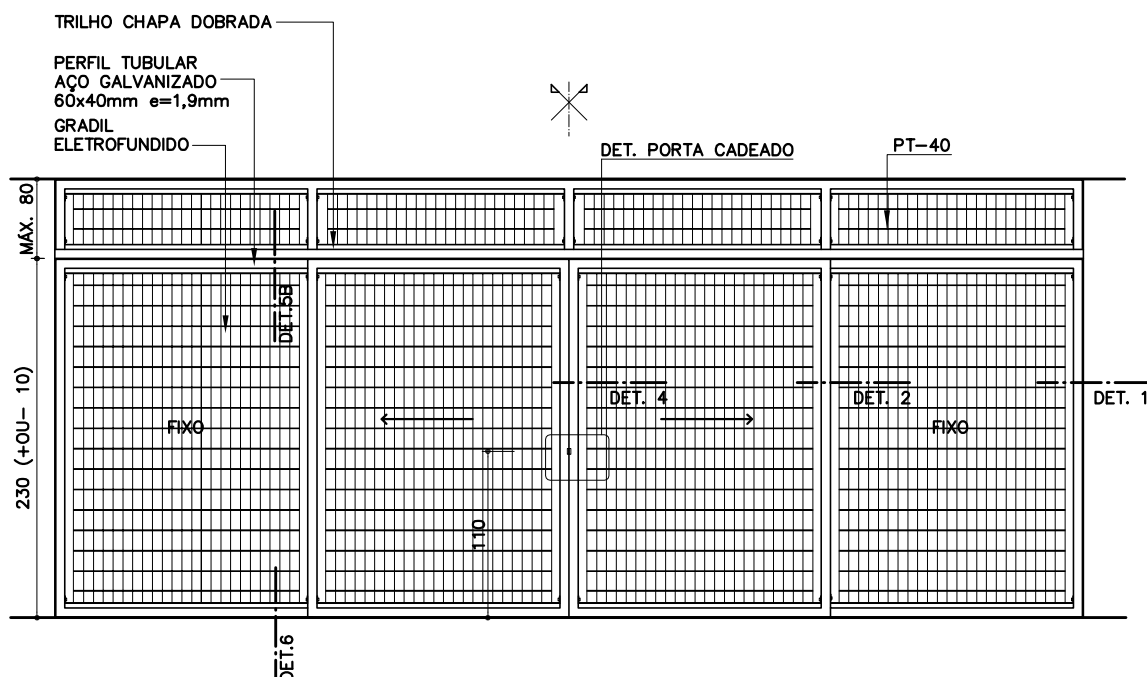 TRILHO CHAPA DOBRADA
PERFIL TUBULAR
AÇO GALVANIZADO
60x40mm e=1,9mm
GRADIL
ELETROFUNDIDO
DET. PORTA CADEADO
PT-40
MÁX. 80
DET.5B
230 (+OU- 10)
DET. 4
DET. 2
DET. 1
FIXO
FIXO
110
DET.6